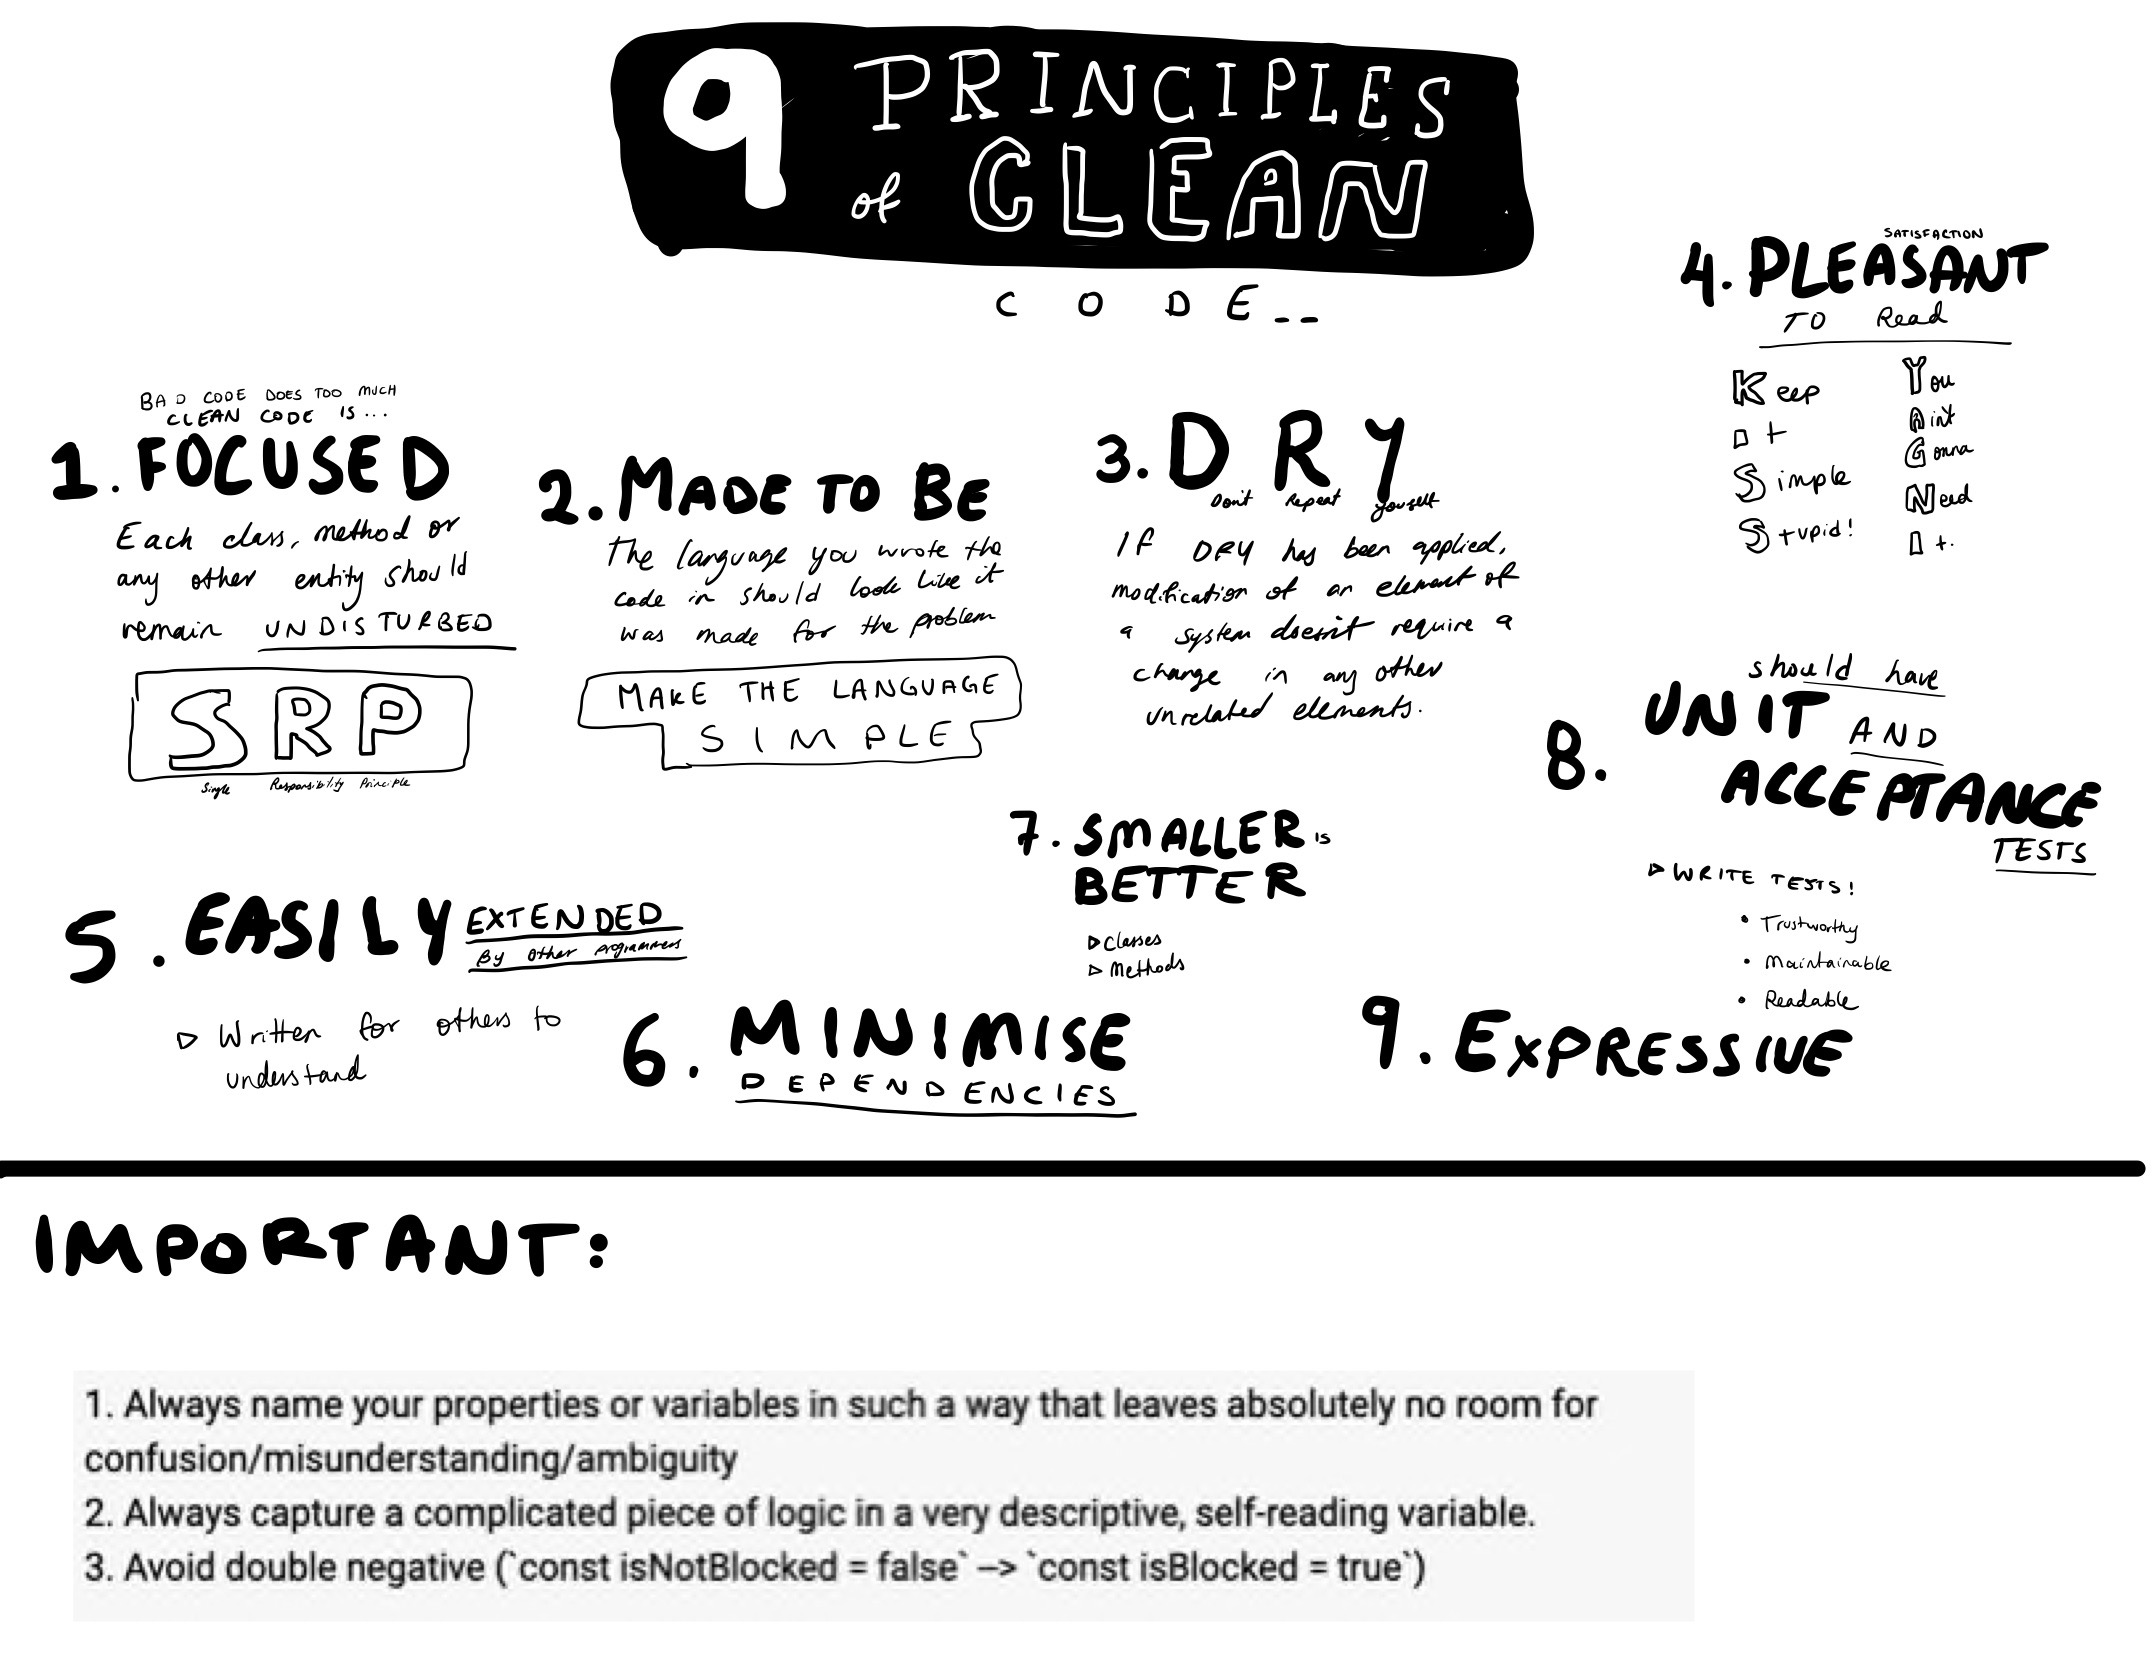 9 PRINCIPLES
of CLEAN
CODE__
BAD CODE DOES TOO MUCH
CLEAN CODE IS...
1. FOCUSED
Each class, method or
any other entity should
remain UNDISTURBED
SRP
Single Responsibility Principle
2. MADE TO BE
The language you wrote the
code in should look like it
was made for the problem
MAKE THE LANGUAGE
SIMPLE
3. DRY
Don't Repeat yourself
IF DRY has been applied,
modification of an element of
a system doesn't require a
change in any other
unrelated elements.
SATISFACTION
4. PLEASANT
TO Read
Keep
It
Simple
Stupid!
You
Aint
Gonna
Need
It.
5. EASILY EXTENDED
By other programmers
▷ Written for others to
understand
6. MINIMISE
DEPENDENCIES
7. SMALLER is
BETTER
▷ Classes
▷ Methods
should have
8. UNIT AND
ACCEPTANCE
TESTS
▷ WRITE TESTS!
• Trustworthy
• Maintainable
• Readable
9. EXPRESSIVE
IMPORTANT:
1. Always name your properties or variables in such a way that leaves absolutely no room for
confusion/misunderstanding/ambiguity
2. Always capture a complicated piece of logic in a very descriptive, self-reading variable.
3. Avoid double negative (`const isNotBlocked = false` –> `const isBlocked = true`)